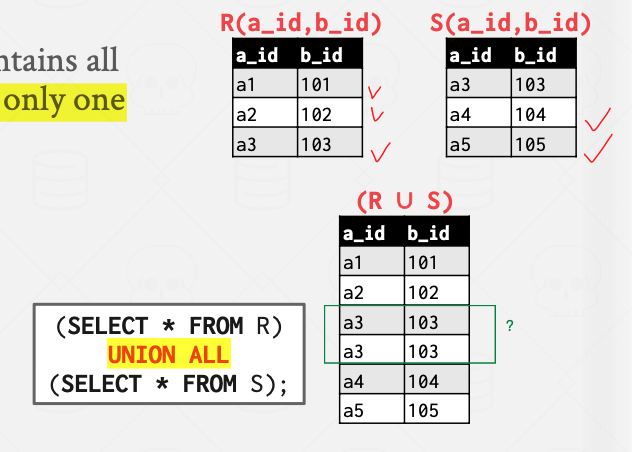 R(a_id,b_id)
a_id b_id
a1 101
a2 102
a3 103
S(a_id,b_id)
a_id b_id
a3 103
a4 104
a5 105
ntains all
only one
(R ∪ S)
a_id b_id
a1 101
a2 102
a3 103
a3 103
a4 104
a5 105
?
(SELECT * FROM R)
UNION ALL
(SELECT * FROM S);